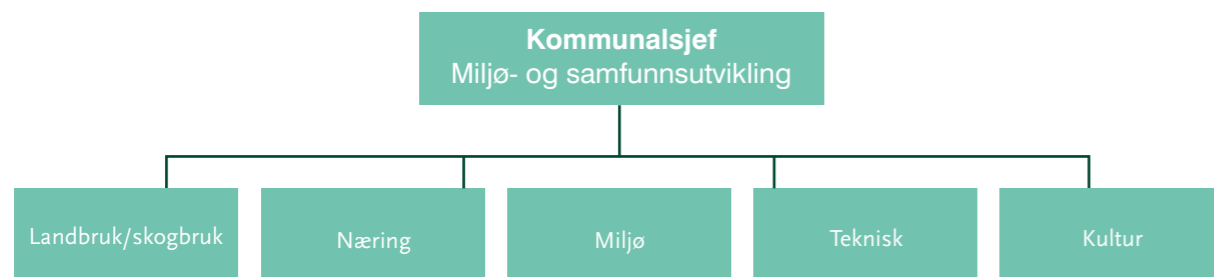 Kommunalsjef
Miljø- og samfunnsutvikling
Landbruk/skogbruk
Næring
Miljø
Teknisk
Kultur